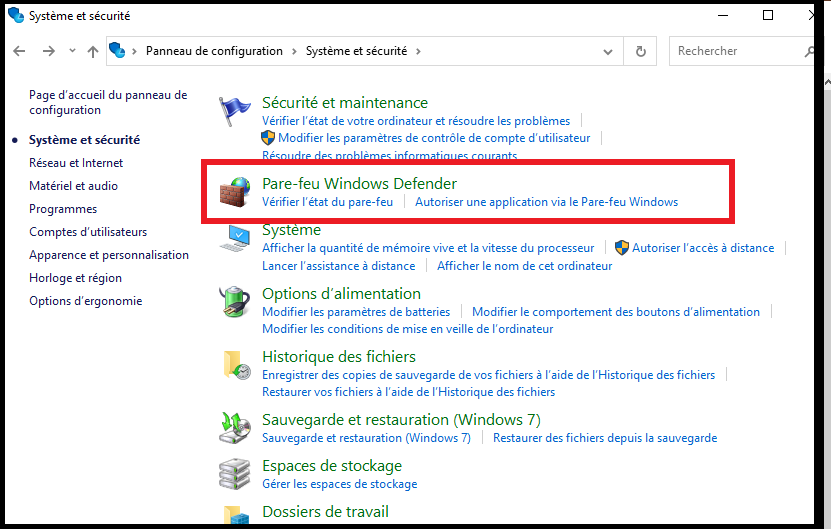 Système et sécurité
Panneau de configuration
Système et sécurité
Rechercher
Page d'accueil du panneau de
configuration
Système et sécurité
Réseau et Internet
Matériel et audio
Programmes
Comptes d'utilisateurs
Apparence et personnalisation
Horloge et région
Options d'ergonomie
Sécurité et maintenance
Vérifier l'état de votre ordinateur et résoudre les problèmes
Modifier les paramètres de contrôle de compte d'utilisateur
Résoudre des problèmes informatiques courants
Pare-feu Windows Defender
Vérifier l'état du pare-feu
Autoriser une application via le Pare-feu Windows
Système
Afficher la quantité de mémoire vive et la vitesse du processeur
Autoriser l'accès à distance
Lancer l'assistance à distance
Afficher le nom de cet ordinateur
Options d'alimentation
Modifier les paramètres de batteries
Modifier le comportement des boutons d'alimentation
Modifier les conditions de mise en veille de l'ordinateur
Historique des fichiers
Enregistrer des copies de sauvegarde de vos fichiers à l'aide de l'Historique des fichiers
Restaurer vos fichiers à l'aide de l'Historique des fichiers
Sauvegarde et restauration (Windows 7)
Sauvegarde et restauration (Windows 7)
Restaurer des fichiers depuis la sauvegarde
Espaces de stockage
Gérer les espaces de stockage
Dossiers de travail